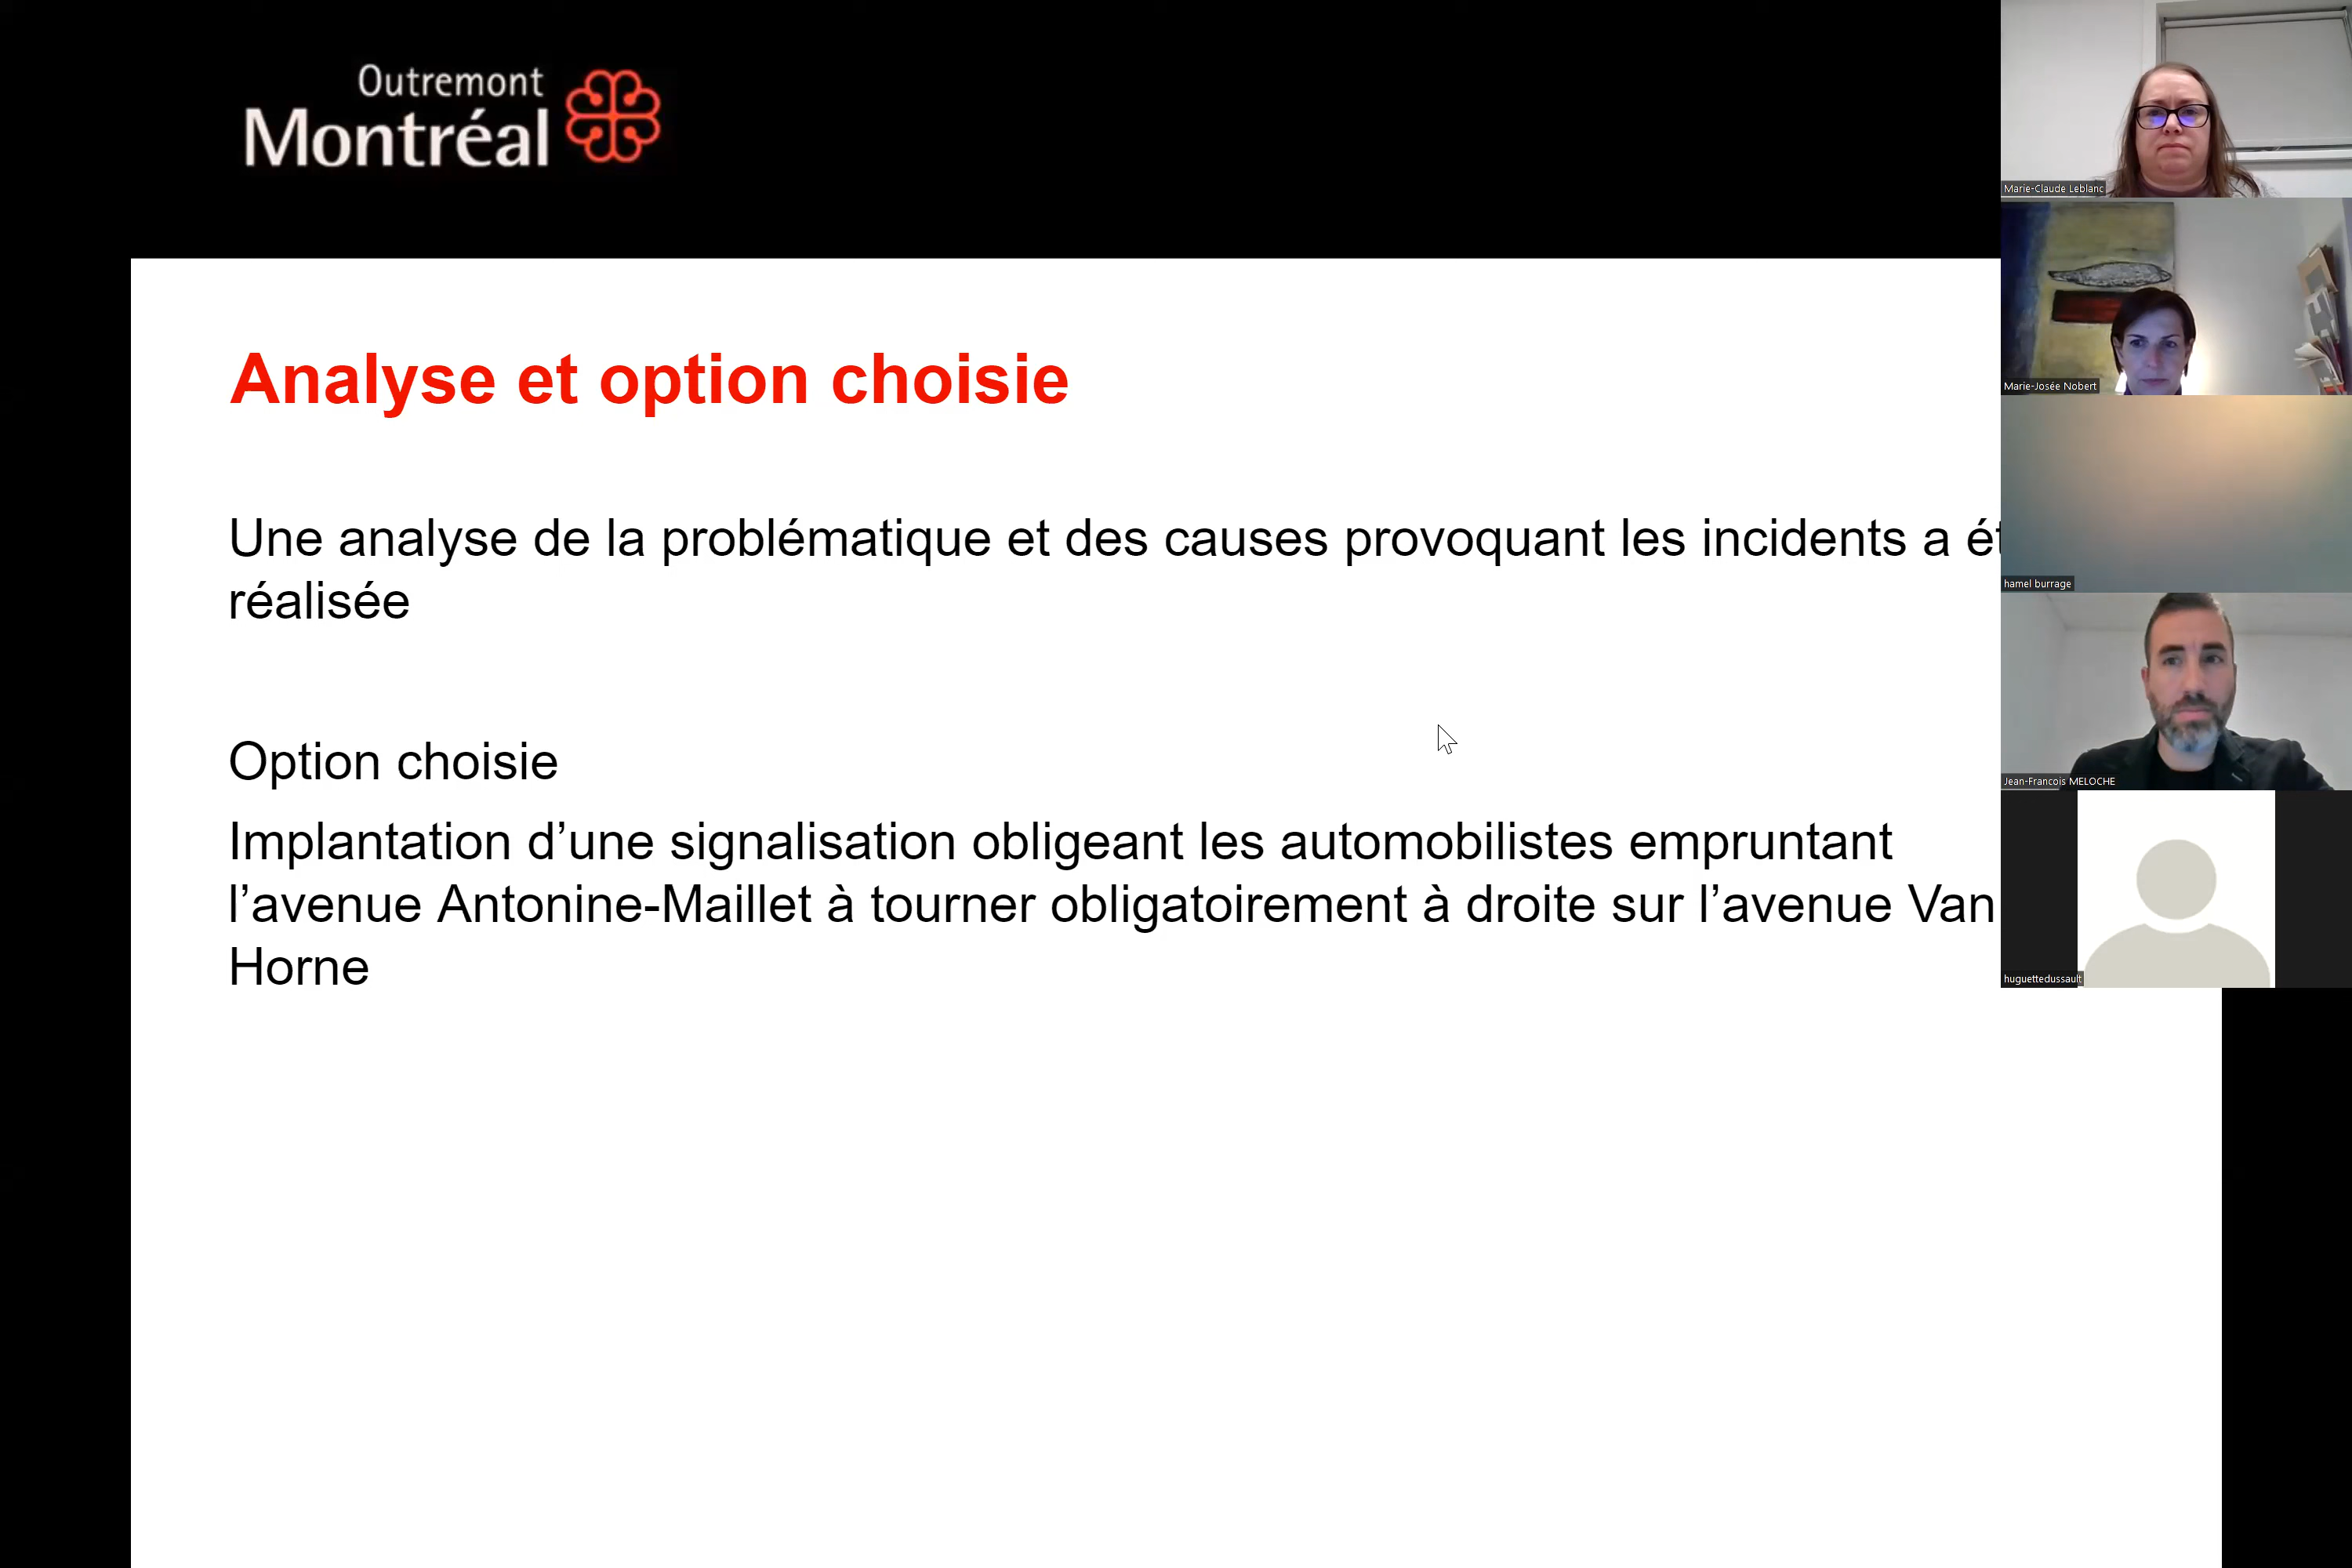 Outremont
Montréal
Analyse et option choisie
Une analyse de la problématique et des causes provoquant les incidents a ét
réalisée
Option choisie
Implantation d’une signalisation obligeant les automobilistes empruntant
l’avenue Antonine-Maillet à tourner obligatoirement à droite sur l’avenue Van
Horne
Marie-Claude Leblanc
Marie-Josée Nobert
hamel burrage
Jean-Francois MELOCHE
huguettedussault